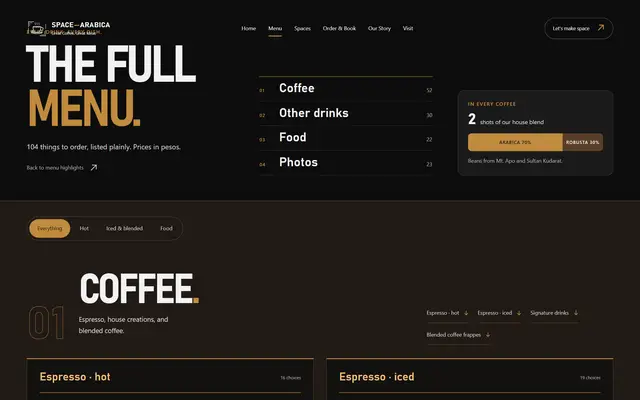 SPACE—ARABICA
Home
Menu
Spaces
Order & Book
Our Story
Visit
Let's make space
THE FULL
MENU.
104 things to order, listed plainly. Prices in pesos.
Back to menu highlights
01 Coffee 52
02 Other drinks 30
03 Food 22
04 Photos 23
IN EVERY COFFEE
2 shots of our house blend
ARABICA 70% ROBUSTA 30%
Beans from Mt. Apo and Sultan Kudarat.
Everything
Hot
Iced & blended
Food
01
COFFEE.
Espresso, house creations, and
blended coffee.
Espresso · hot
Espresso · iced
Signature drinks
Blended coffee frappes
Espresso · hot 16 choices
Espresso · iced 19 choices